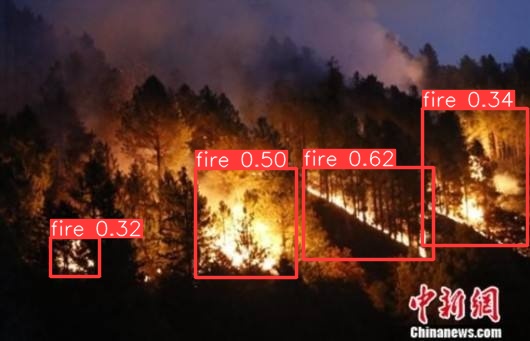 fire 0.34
fire 0.50
fire 0.62
fire 0.32
中新网
Chinanews.com